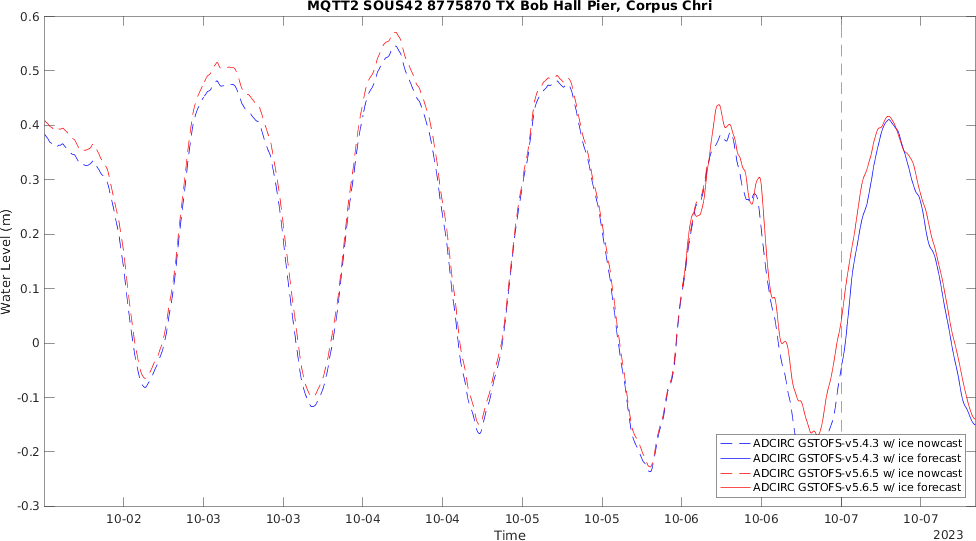 MQTT2 SOUS42 8775870 TX Bob Hall Pier, Corpus Chri
0.6
0.5
0.4
0.3
0.2
0.1
0
-0.1
-0.2
-0.3
Water Level (m)
ADCIRC GSTOFS-v5.4.3 w/ ice nowcast
ADCIRC GSTOFS-v5.4.3 w/ ice forecast
ADCIRC GSTOFS-v5.6.5 w/ ice nowcast
ADCIRC GSTOFS-v5.6.5 w/ ice forecast
10-02 10-03 10-03 10-04 10-04 10-05 10-05 10-06 10-06 10-07 10-07
Time
2023